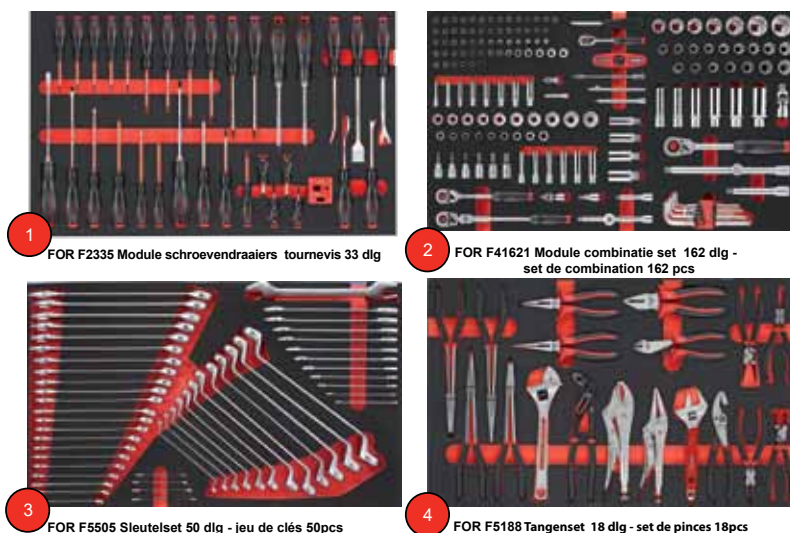 1
FOR F2335 Module schroevendraaiers tournevis 33 dlg
2
FOR F41621 Module combinatie set 162 dlg -
set de combination 162 pcs
3
FOR F5505 Sleutelset 50 dlg - jeu de clés 50pcs
4
FOR F5188 Tangenset 18 dlg - set de pinces 18pcs